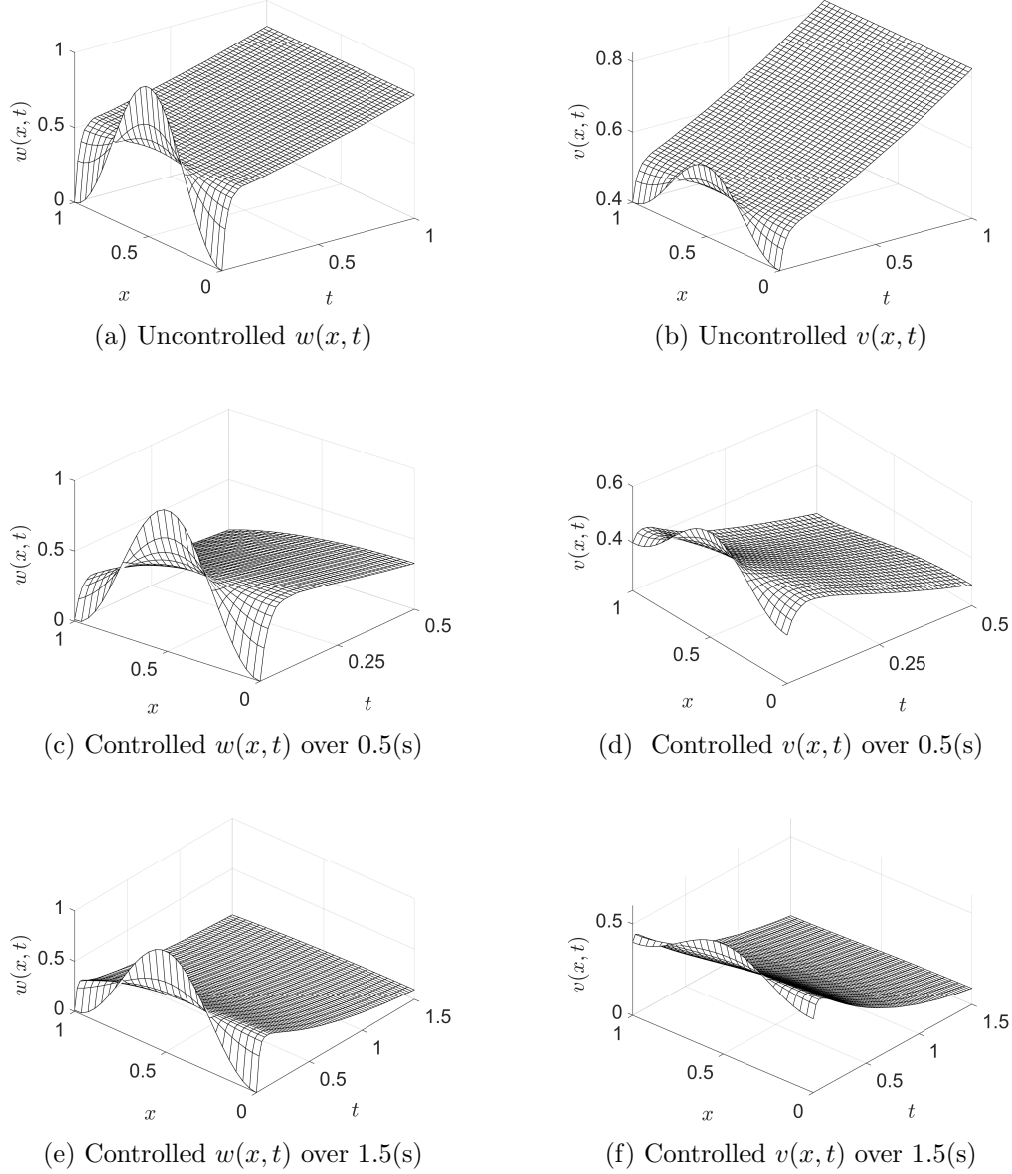 1
0.5
0
w(x, t)
1
0.5
0
x
0.5
1
t
(a) Uncontrolled w(x, t)
0.8
0.6
0.4
v(x, t)
1
0.5
0
x
0.5
1
t
(b) Uncontrolled v(x, t)
1
0.5
0
w(x, t)
1
0.5
0
x
0.25
0.5
t
(c) Controlled w(x, t) over 0.5(s)
0.6
0.4
v(x, t)
1
0.5
0
x
0.25
0.5
t
(d) Controlled v(x, t) over 0.5(s)
1
0.5
0
w(x, t)
1
0.5
0
x
0.5
1
1.5
t
(e) Controlled w(x, t) over 1.5(s)
0.5
0
v(x, t)
1
0.5
0
x
0.5
1
1.5
t
(f) Controlled v(x, t) over 1.5(s)